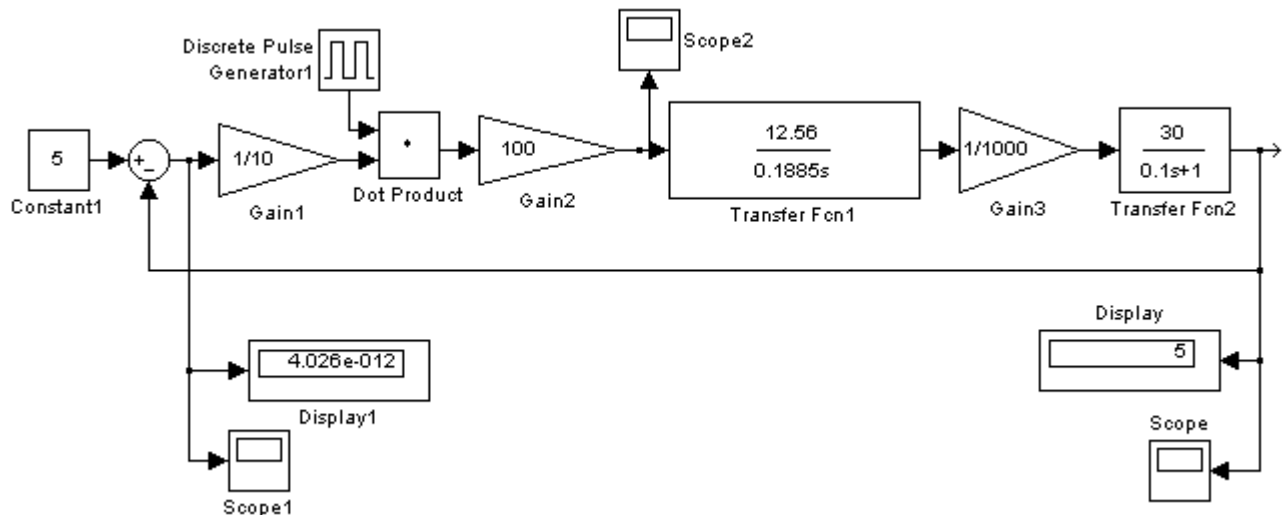 Discrete Pulse
Generator1
Scope2
5
Constant1
+
−
1/10
Gain1
Dot Product
100
Gain2
12.56
0.1885s
Transfer Fcn1
1/1000
Gain3
30
0.1s+1
Transfer Fcn2
4.026e-012
Display1
Scope1
Display
5
Scope